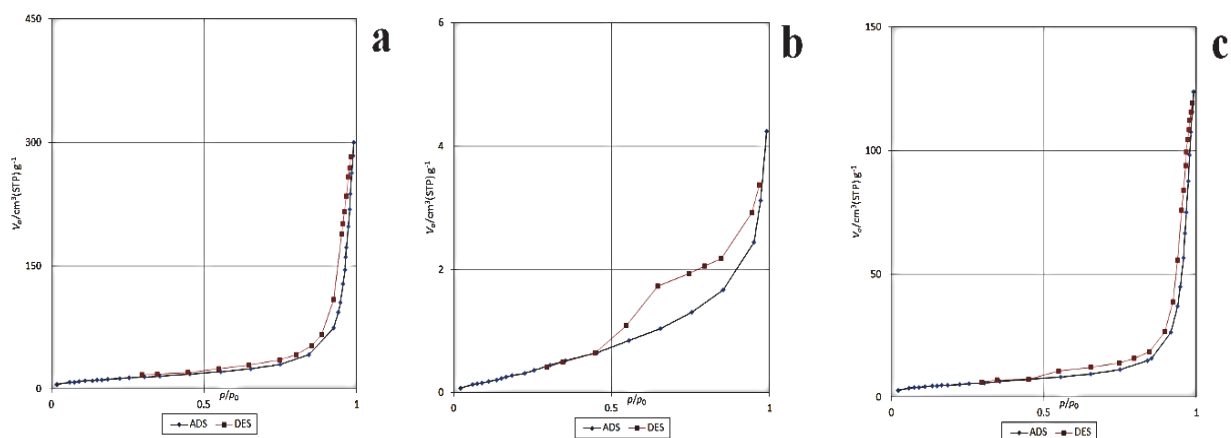 a
450
300
150
0
0.5
1
Vₐ/cm³(STP) g⁻¹
p/p₀
ADS DES
b
6
4
2
0
0
0.5
1
Vₐ/cm³(STP) g⁻¹
p/p₀
ADS DES
c
150
100
50
0
0
0.5
1
Vₐ/cm³(STP) g⁻¹
p/p₀
ADS DES